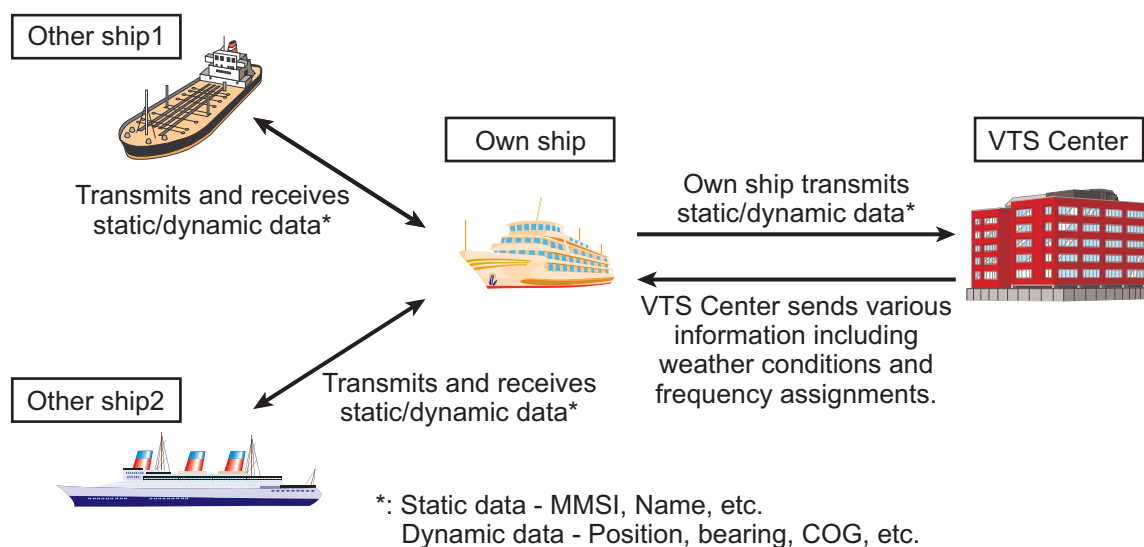 Other ship1
Transmits and receives
static/dynamic data*
Own ship
VTS Center
Own ship transmits
static/dynamic data*
VTS Center sends various
information including
weather conditions and
frequency assignments.
Transmits and receives
static/dynamic data*
Other ship2
*: Static data - MMSI, Name, etc.
Dynamic data - Position, bearing, COG, etc.